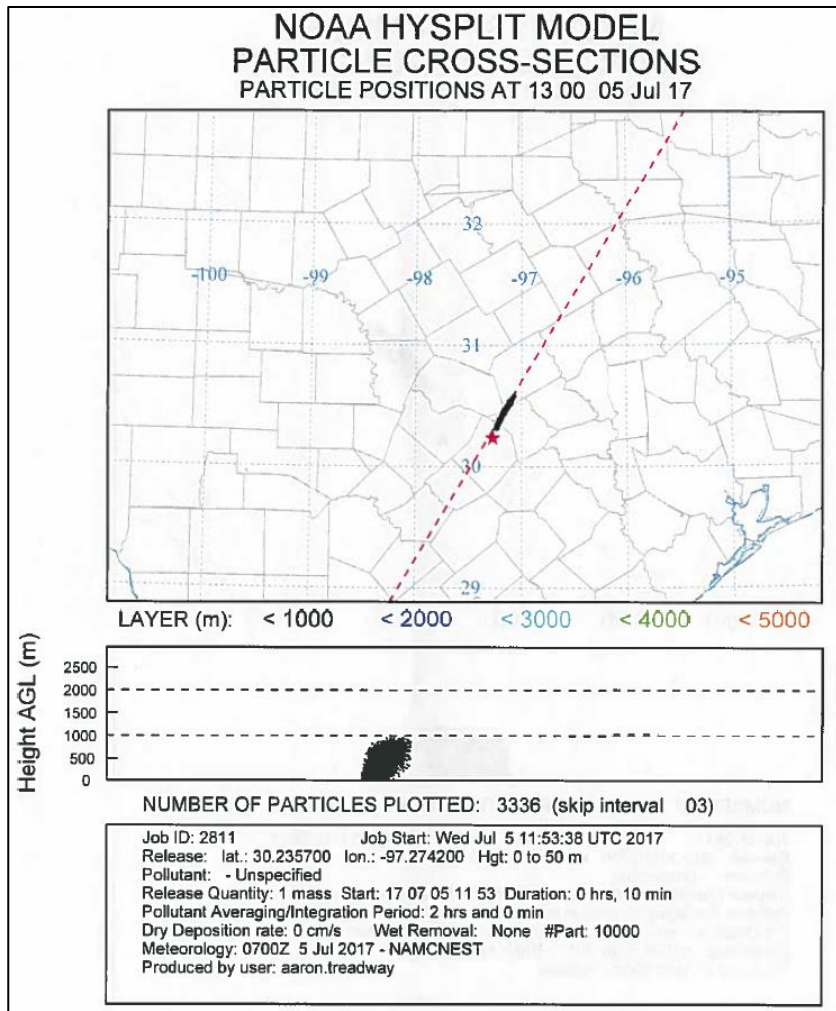 NOAA HYSPLIT MODEL
PARTICLE CROSS-SECTIONS
PARTICLE POSITIONS AT 13 00 05 Jul 17
32
-100 -99 -98 -97 -96 -95
31
30
29
LAYER (m): < 1000 < 2000 < 3000 < 4000 < 5000
Height AGL (m)
2500
2000
1500
1000
500
0
NUMBER OF PARTICLES PLOTTED: 3336 (skip interval 03)
Job ID: 2811 Job Start: Wed Jul 5 11:53:38 UTC 2017
Release: lat.: 30.235700 lon.: -97.274200 Hgt: 0 to 50 m
Pollutant: - Unspecified
Release Quantity: 1 mass Start: 17 07 05 11 53 Duration: 0 hrs, 10 min
Pollutant Averaging/Integration Period: 2 hrs and 0 min
Dry Deposition rate: 0 cm/s Wet Removal: None #Part: 10000
Meteorology: 0700Z 5 Jul 2017 - NAMCNEST
Produced by user: aaron.treadway